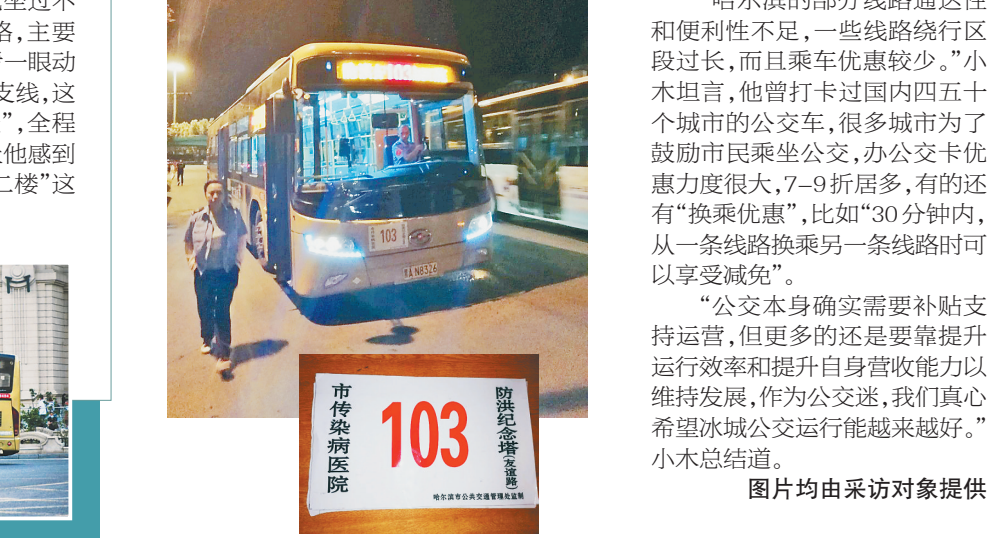 坐过不
路,主要
一眼动
支线,这
”,全程
他感到
二楼”这
103
103
A N8326
市传染病医院
103
防洪纪念塔(友谊路)
哈尔滨市公共交通管理处监制
哈尔滨的部分线路通达性
和便利性不足,一些线路绕行区
段过长,而且乘车优惠较少。”小
木坦言,他曾打卡过国内四五十
个城市的公交车,很多城市为了
鼓励市民乘坐公交,办公交卡优
惠力度很大,7–9折居多,有的还
有“换乘优惠”,比如“30分钟内,
从一条线路换乘另一条线路时可
以享受减免”。
“公交本身确实需要补贴支
持运营,但更多的还是要靠提升
运行效率和提升自身营收能力以
维持发展,作为公交迷,我们真心
希望冰城公交运行能越来越好。”
小木总结道。
图片均由采访对象提供